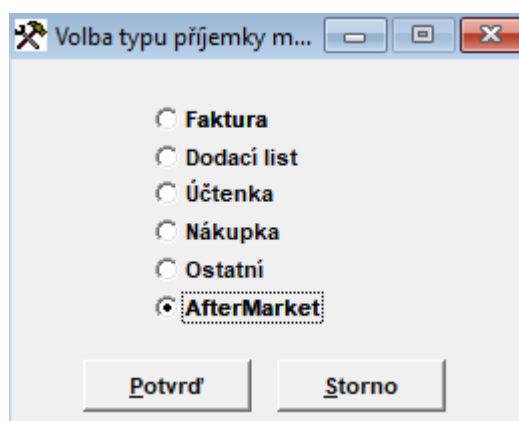 Volba typu příjemky m...
Faktura
Dodací list
Účtenka
Nákupka
Ostatní
AfterMarket
Potvrď Storno